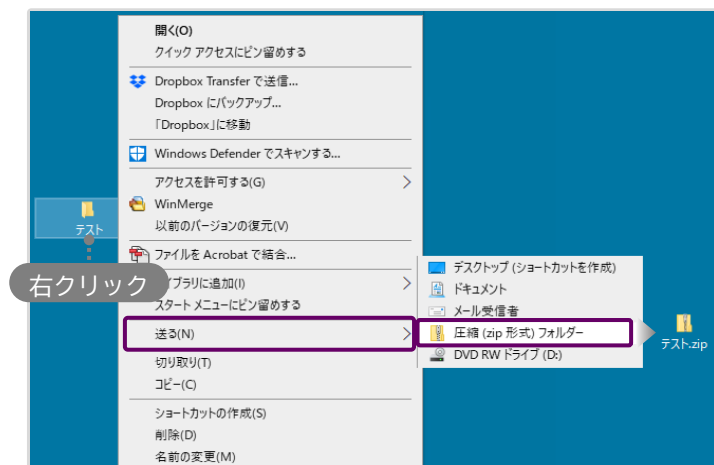 開く(O)
クイック アクセスにピン留めする
Dropbox Transfer で送信...
Dropbox にバックアップ...
「Dropbox」に移動
Windows Defender でスキャンする...
アクセスを許可する(G)
WinMerge
以前のバージョンの復元(V)
テスト
ファイルを Acrobat で結合...
右クリック
イブラリに追加(I)
スタート メニューにピン留めする
送る(N)
切り取り(T)
コピー(C)
ショートカットの作成(S)
削除(D)
名前の変更(M)
デスクトップ (ショートカットを作成)
ドキュメント
メール受信者
圧縮 (zip 形式) フォルダー
DVD RW ドライブ (D:)
テスト.zip